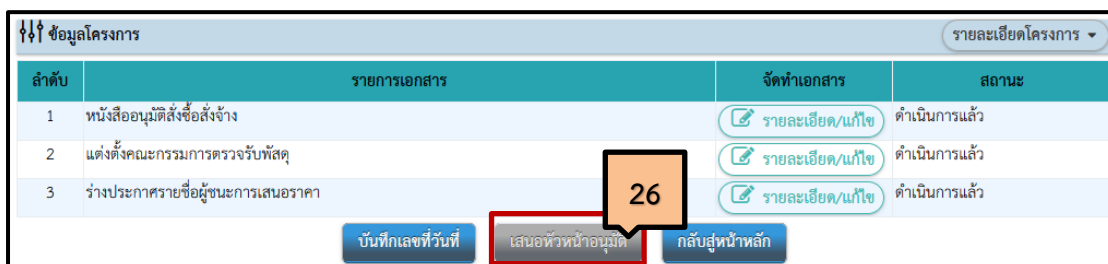 ข้อมูลโครงการ รายละเอียดโครงการ
ลำดับ รายการเอกสาร จัดทำเอกสาร สถานะ
1 หนังสืออนุมัติสั่งซื้อสั่งจ้าง รายละเอียด/แก้ไข ดำเนินการแล้ว
2 แต่งตั้งคณะกรรมการตรวจรับพัสดุ รายละเอียด/แก้ไข ดำเนินการแล้ว
3 ร่างประกาศรายชื่อผู้ชนะการเสนอราคา รายละเอียด/แก้ไข ดำเนินการแล้ว
26
บันทึกเลขที่วันที่ เสนอหัวหน้าอนุมัติ กลับสู่หน้าหลัก